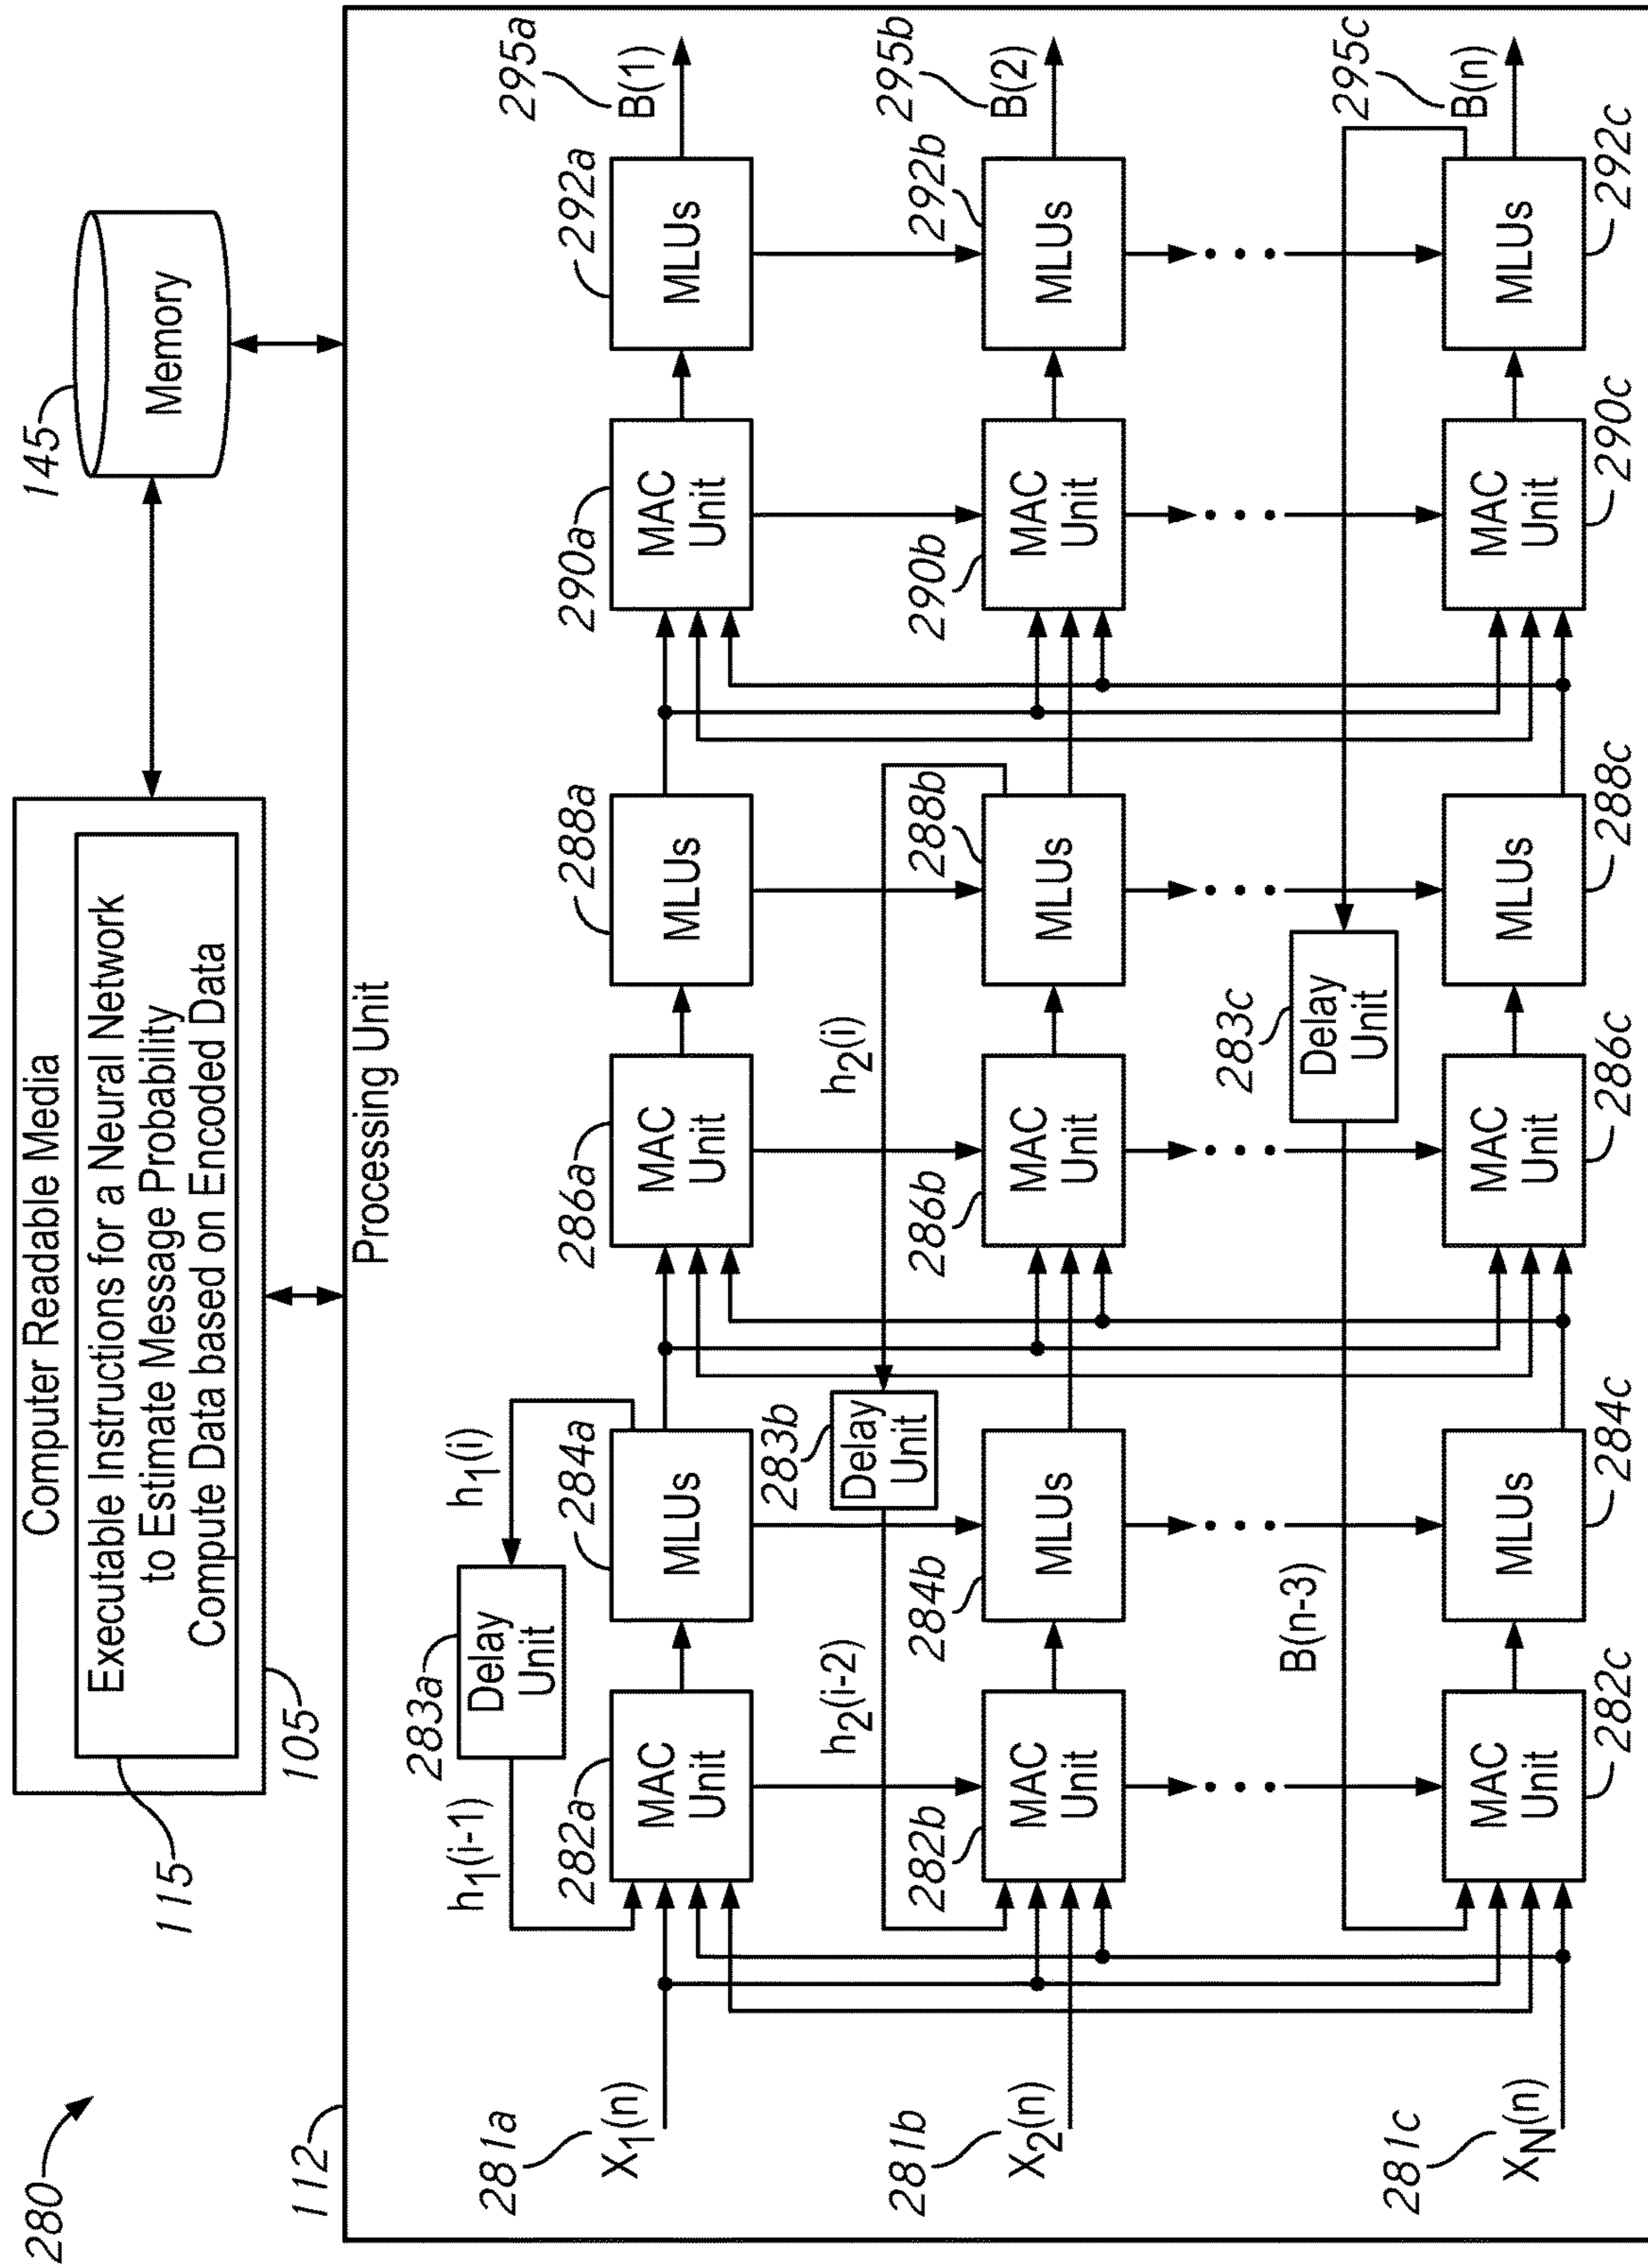 280
Computer Readable Media
Executable Instructions for a Neural Network
to Estimate Message Probability
Compute Data based on Encoded Data
115
105
145
Memory
112
Processing Unit
h₁(i-1)
283a
Delay
Unit
h₁(i)
281a
X₁(n)
282a
MAC
Unit
284a
MLUs
286a
MAC
Unit
288a
MLUs
290a
MAC
Unit
292a
MLUs
295a
B(1)
h₂(i-2)
283b
Delay
Unit
h₂(i)
281b
X₂(n)
282b
MAC
Unit
284b
MLUs
286b
MAC
Unit
288b
MLUs
290b
MAC
Unit
292b
MLUs
295b
B(2)
B(n-3)
283c
Delay
Unit
281c
X_N(n)
MAC
Unit
282c
MLUs
284c
MAC
Unit
286c
MLUs
288c
MAC
Unit
290c
MLUs
292c
295c
B(n)